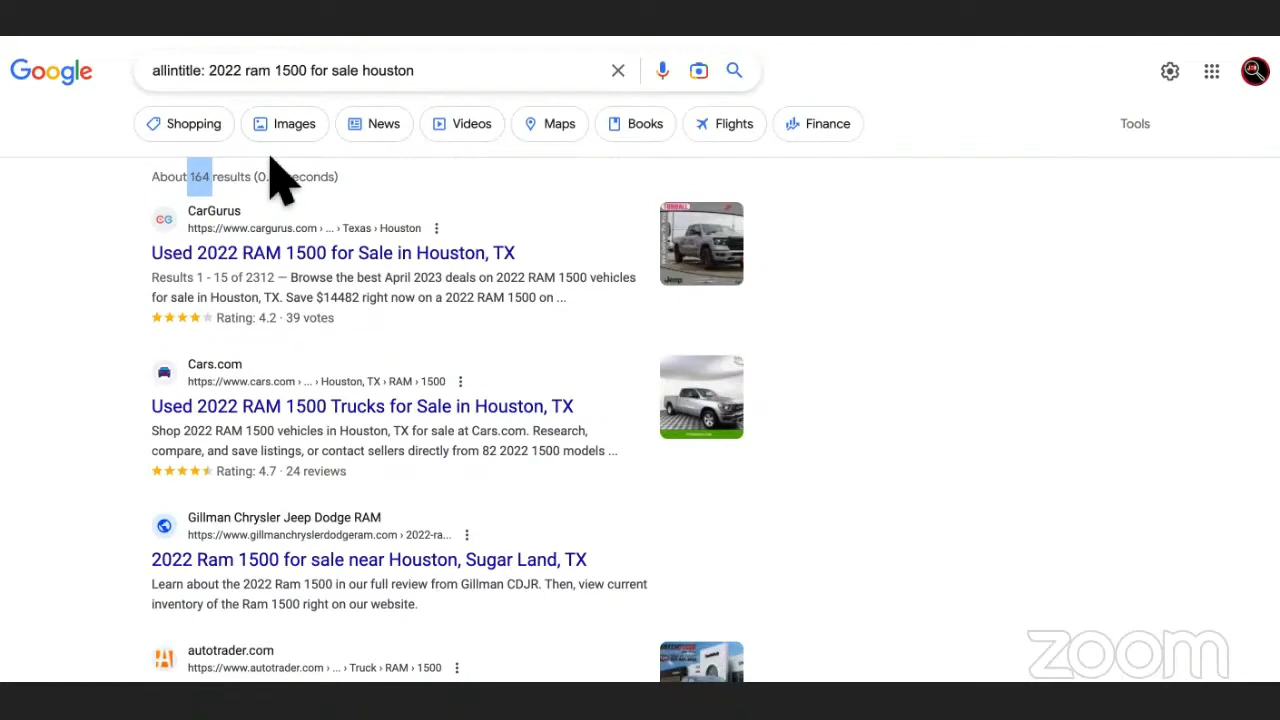 Google
allintitle: 2022 ram 1500 for sale houston
Shopping
Images
News
Videos
Maps
Books
Flights
Finance
Tools
About 164 results (0. econds)
CG
CarGurus
https://www.cargurus.com › ... › Texas › Houston
Used 2022 RAM 1500 for Sale in Houston, TX
Results 1 - 15 of 2312 — Browse the best April 2023 deals on 2022 RAM 1500 vehicles
for sale in Houston, TX. Save $14482 right now on a 2022 RAM 1500 on ...
Rating: 4.2 · 39 votes
TOMBALL
Jeep
Cars.com
https://www.cars.com › ... › Houston, TX › RAM › 1500
Used 2022 RAM 1500 Trucks for Sale in Houston, TX
Shop 2022 RAM 1500 vehicles in Houston, TX for sale at Cars.com. Research,
compare, and save listings, or contact sellers directly from 82 2022 1500 models ...
Rating: 4.7 · 24 reviews
Gillman Chrysler Jeep Dodge RAM
https://www.gillmanchryslerdodgeram.com › 2022-ra...
2022 Ram 1500 for sale near Houston, Sugar Land, TX
Learn about the 2022 Ram 1500 in our full review from Gillman CDJR. Then, view current
inventory of the Ram 1500 right on our website.
autotrader.com
https://www.autotrader.com › ... › Truck › RAM › 1500
zoom